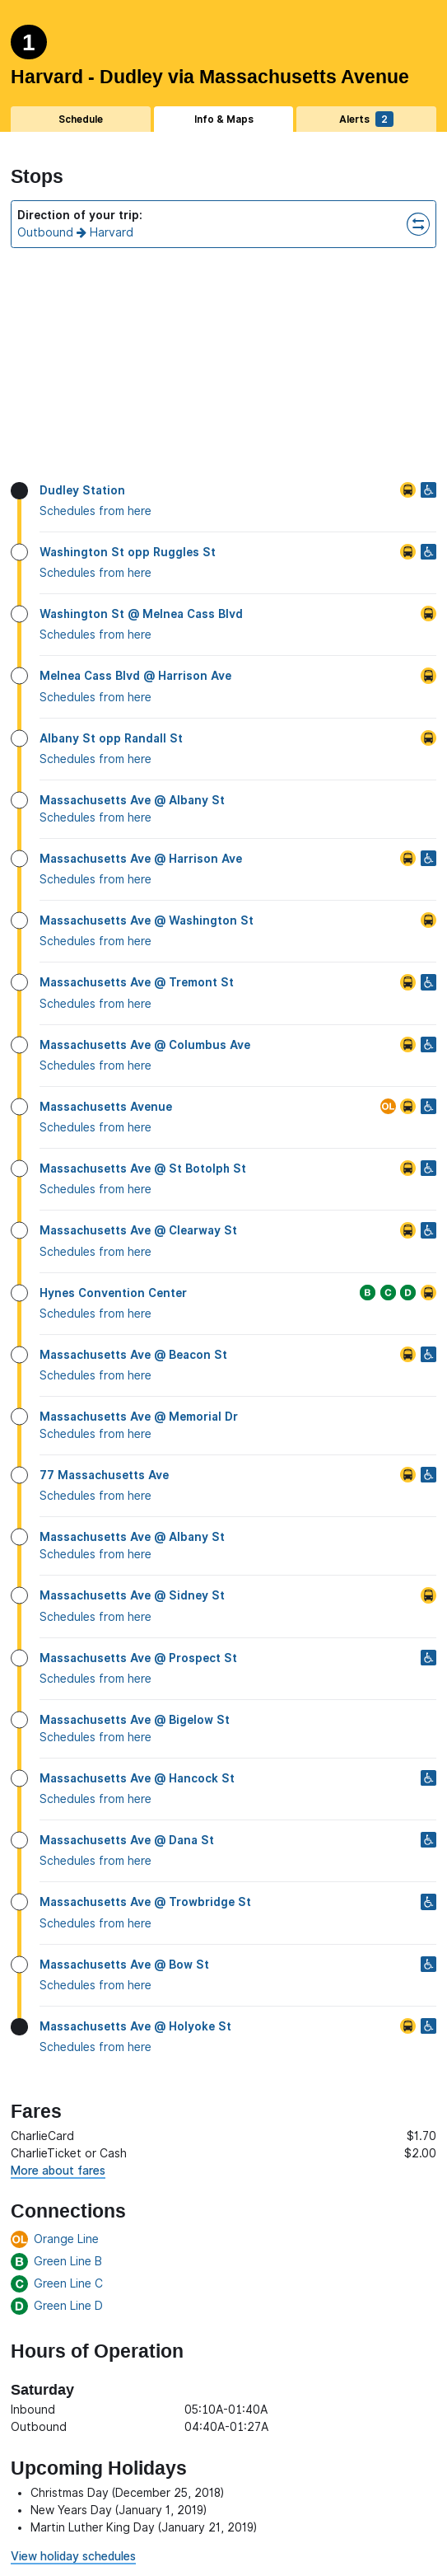 1
Harvard - Dudley via Massachusetts Avenue
Schedule Info & Maps Alerts 2
Stops
Direction of your trip:
Outbound → Harvard
Dudley Station
Schedules from here
Washington St opp Ruggles St
Schedules from here
Washington St @ Melnea Cass Blvd
Schedules from here
Melnea Cass Blvd @ Harrison Ave
Schedules from here
Albany St opp Randall St
Schedules from here
Massachusetts Ave @ Albany St
Schedules from here
Massachusetts Ave @ Harrison Ave
Schedules from here
Massachusetts Ave @ Washington St
Schedules from here
Massachusetts Ave @ Tremont St
Schedules from here
Massachusetts Ave @ Columbus Ave
Schedules from here
Massachusetts Avenue OL
Schedules from here
Massachusetts Ave @ St Botolph St
Schedules from here
Massachusetts Ave @ Clearway St
Schedules from here
Hynes Convention Center B C D
Schedules from here
Massachusetts Ave @ Beacon St
Schedules from here
Massachusetts Ave @ Memorial Dr
Schedules from here
77 Massachusetts Ave
Schedules from here
Massachusetts Ave @ Albany St
Schedules from here
Massachusetts Ave @ Sidney St
Schedules from here
Massachusetts Ave @ Prospect St
Schedules from here
Massachusetts Ave @ Bigelow St
Schedules from here
Massachusetts Ave @ Hancock St
Schedules from here
Massachusetts Ave @ Dana St
Schedules from here
Massachusetts Ave @ Trowbridge St
Schedules from here
Massachusetts Ave @ Bow St
Schedules from here
Massachusetts Ave @ Holyoke St
Schedules from here
Fares
CharlieCard $1.70
CharlieTicket or Cash $2.00
More about fares
Connections
OL Orange Line
B Green Line B
C Green Line C
D Green Line D
Hours of Operation
Saturday
Inbound 05:10A-01:40A
Outbound 04:40A-01:27A
Upcoming Holidays
• Christmas Day (December 25, 2018)
• New Years Day (January 1, 2019)
• Martin Luther King Day (January 21, 2019)
View holiday schedules